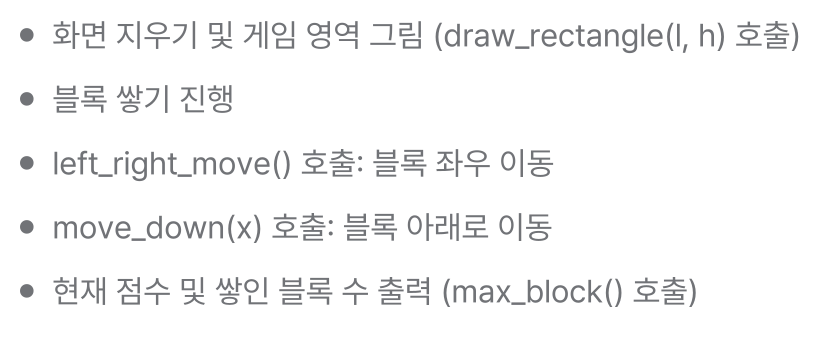 • 화면 지우기 및 게임 영역 그림 (draw_rectangle(l, h) 호출)
• 블록 쌓기 진행
• left_right_move() 호출: 블록 좌우 이동
• move_down(x) 호출: 블록 아래로 이동
• 현재 점수 및 쌓인 블록 수 출력 (max_block() 호출)